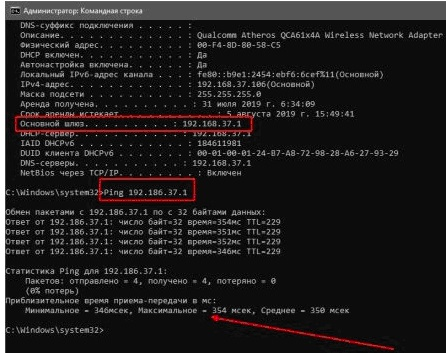 Администратор: Командная строка
DNS-суффикс подключения . . . . . :
Описание. . . . . . . . . . . . . : Qualcomm Atheros QCA61x4A Wireless Network Adapter
Физический адрес. . . . . . . . . : 00-F4-8D-80-58-C5
DHCP включен. . . . . . . . . . . : Да
Автонастройка включена. . . . . . : Да
Локальный IPv6-адрес канала . . . : fe80::b9e1:2454:ebf6:6cef%11(Основной)
IPv4-адрес. . . . . . . . . . . . : 192.168.37.106(Основной)
Маска подсети . . . . . . . . . . : 255.255.255.0
Аренда получена. . . . . . . . . . : 31 июля 2019 г. 6:34:09
Срок аренды истекает. . . . . . . . . . : 5 августа 2019 г. 15:49:41
Основной шлюз. . . . . . . . . : 192.168.37.1
DHCP-сервер. . . . . . . . . . . : 192.168.37.1
IAID DHCPv6 . . . . . . . . . . . : 184611981
DUID клиента DHCPv6 . . . . . . . : 00-01-00-01-24-B7-A8-72-98-28-A6-27-93-29
DNS-серверы. . . . . . . . . . . : 192.168.37.1
NetBios через TCP/IP. . . . . . . . : Включен
C:\Windows\system32>Ping 192.186.37.1
Обмен пакетами с 192.186.37.1 по с 32 байтами данных:
Ответ от 192.186.37.1: число байт=32 время=354мс TTL=229
Ответ от 192.186.37.1: число байт=32 время=351мс TTL=229
Ответ от 192.186.37.1: число байт=32 время=352мс TTL=229
Ответ от 192.186.37.1: число байт=32 время=346мс TTL=229
Статистика Ping для 192.186.37.1:
Пакетов: отправлено = 4, получено = 4, потеряно = 0
(0% потерь)
Приблизительное время приема-передачи в мс:
Минимальное = 346мсек, Максимальное = 354 мсек, Среднее = 350 мсек
C:\Windows\system32>